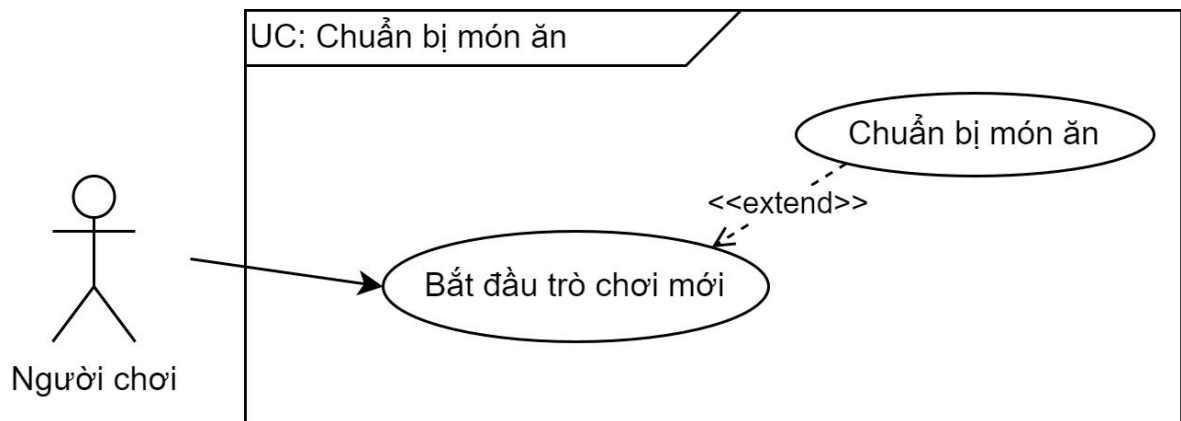 UC: Chuẩn bị món ăn
Chuẩn bị món ăn
<<extend>>
Bắt đầu trò chơi mới
Người chơi